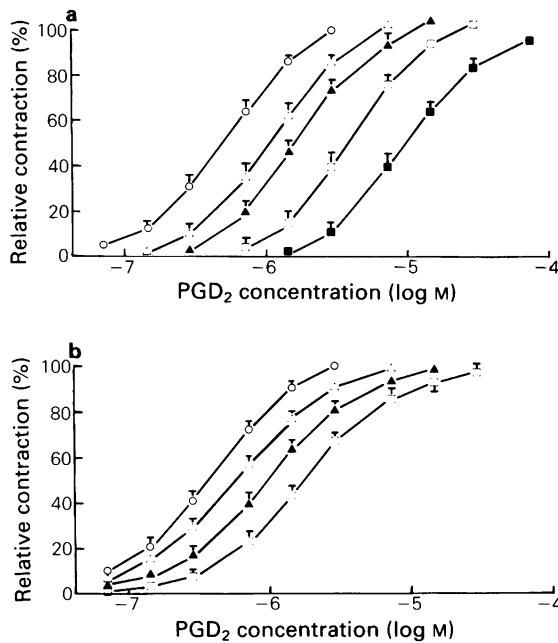 a
Relative contraction (%)
100
80
60
40
20
0
-7 -6 -5 -4
PGD₂ concentration (log M)
b
Relative contraction (%)
100
80
60
40
20
0
-7 -6 -5 -4
PGD₂ concentration (log M)